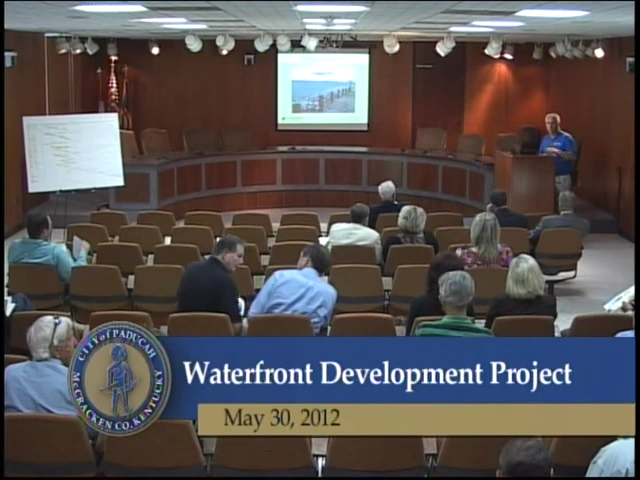 CITY of PADUCAH
McCRACKEN CO. KENTUCKY
Waterfront Development Project
May 30, 2012